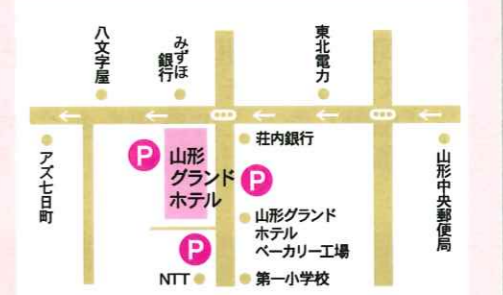 八文字屋
みずほ
銀行
東北電力
荘内銀行
P
山形
グランド
ホテル
P
アズ七日町
山形中央郵便局
山形グランド
ホテル
ベーカリー工場
P
NTT
第一小学校